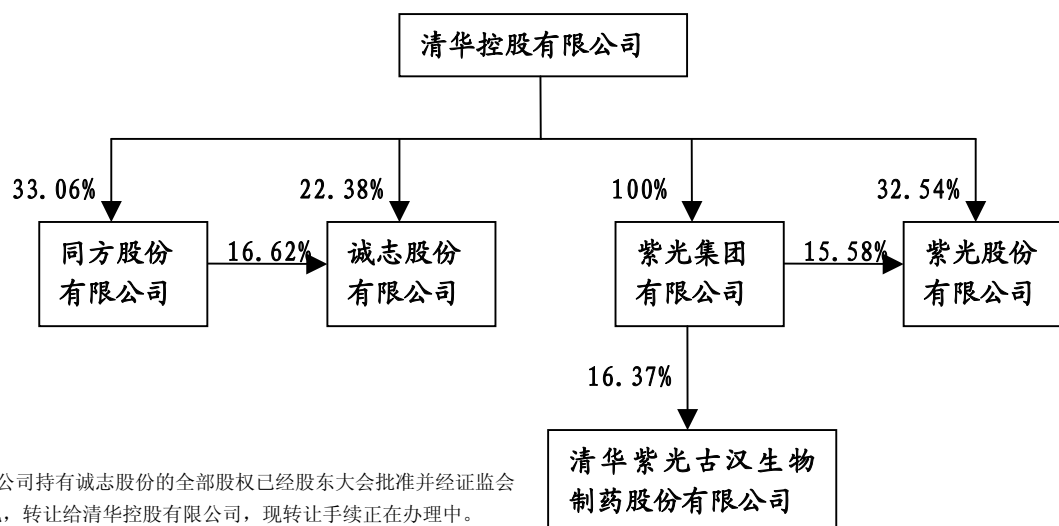 清华控股有限公司
33.06%
22.38%
100%
32.54%
同方股份
有限公司
16.62%
诚志股份
有限公司
紫光集团
有限公司
15.58%
紫光股份
有限公司
16.37%
清华紫光古汉生物
制药股份有限公司
公司持有诚志股份的全部股权已经股东大会批准并经证监会
，转让给清华控股有限公司，现转让手续正在办理中。